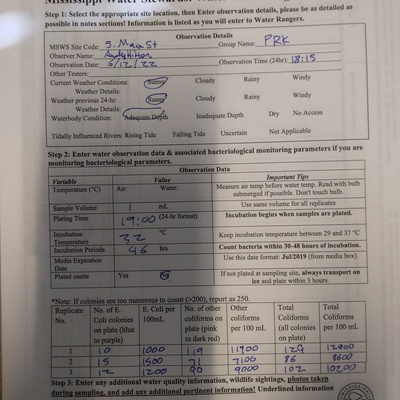 Mississippi Water Stewards:
Step 1: Select the appropriate site location, then Enter observation details, please be as detailed as
possible in notes sections! Information is listed as you will enter to Water Rangers.
Observation Details
MSWS Site Code: S. Main St Group Name: PRK
Observer Name: Andy Hilton
Observation Date: 6/12/22 Observation Time (24hr): 18:15
Other Testers:
Current Weather Conditions: Sunny Cloudy Rainy Windy
Weather Details:
Weather previous 24-hr: Sunny Cloudy Rainy Windy
Weather Details:
Waterbody Condition: Adequate Depth Inadequate Depth Dry No Access
Tidally Influenced Rivers: Rising Tide Falling Tide Uncertain Not Applicable
Step 2: Enter water observation data & associated bacteriological monitoring parameters if you are
monitoring bacteriological parameters.
Observation Data
Variable Value Important Tips
Temperature (°C) Air: Water: Measure air temp before water temp. Read with bulb
submerged if possible. Don't touch bulb.
Sample Volume 1 mL Use same volume for all replicates
Plating Time 19:00 (24-hr format) Incubation begins when samples are plated.
Incubation
Temperature 32 °C Keep incubation temperature between 29 and 37 °C
Incubation Periods 46 hrs Count bacteria within 30-48 hours of incubation.
Media Expiration
Date Use this date format: Jul/2019 (from media box)
Plated onsite Yes No If not plated at sampling site, always transport on
ice and plate within 3 hours.
*Note: If colonies are too numerous to count (>200), report as 250.
Replicate
No. No. of E.
Coli colonies
on plate (blue
to purple) E. Coli per
100mL No. of other
coliforms on
plate (pink
to dark red) Other
coliforms
per 100 mL Total
Coliforms
(all colonies
on plate) Total
Coliforms
per 100 mL
1 10 1000 119 11900 129 12900
2 15 1500 71 7100 86 8600
3 12 1200 90 9000 102 10200
Step 3: Enter any additional water quality information, wildlife sightings, photos taken
during sampling, and add any additional pertinent information! Underlined information